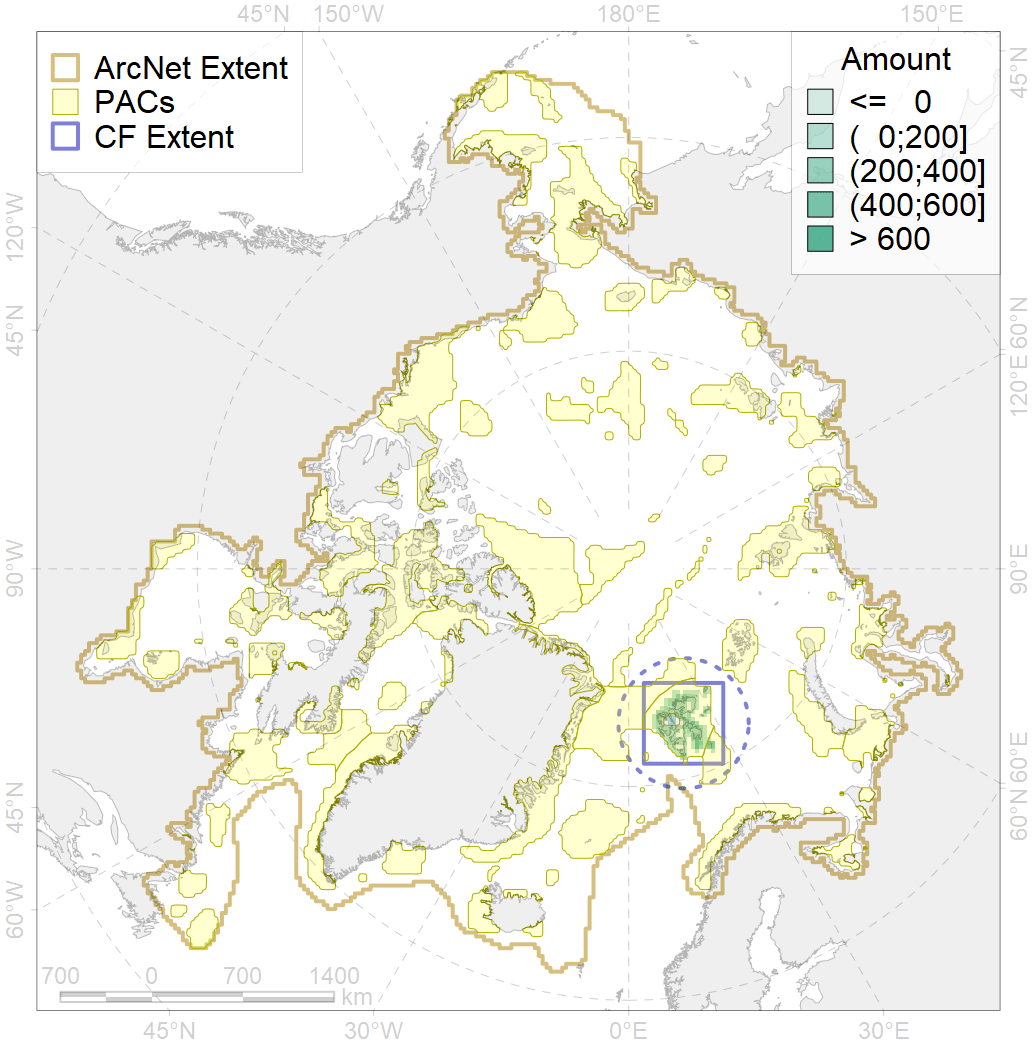 45°N 150°W 180°E 150°E
ArcNet Extent
PACs
CF Extent
Amount
<= 0
( 0;200]
(200;400]
(400;600]
> 600
45°N
120°W
60°N
45°N
120°E
90°W
90°E
45°N
60°N
60°E
60°W
700 0 700 1400
km
45°N 30°W 0°E 30°E